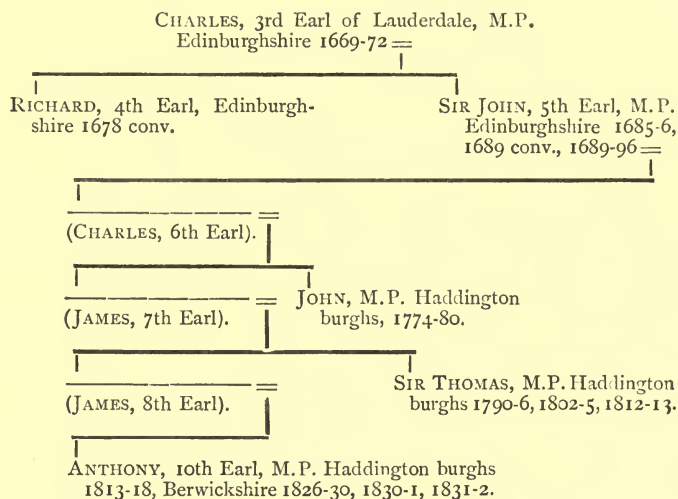 CHARLES, 3rd Earl of Lauderdale, M.P.
Edinburghshire 1669-72
RICHARD, 4th Earl, Edinburgh-
shire 1678 conv.
SIR JOHN, 5th Earl, M.P.
Edinburghshire 1685-6,
1689 conv., 1689-96
(CHARLES, 6th Earl).
JOHN, M.P. Haddington
burghs, 1774-80.
(JAMES, 7th Earl).
SIR THOMAS, M.P. Haddington
burghs 1790-6, 1802-5, 1812-13.
(JAMES, 8th Earl).
ANTHONY, 10th Earl, M.P. Haddington burghs
1813-18, Berwickshire 1826-30, 1830-1, 1831-2.